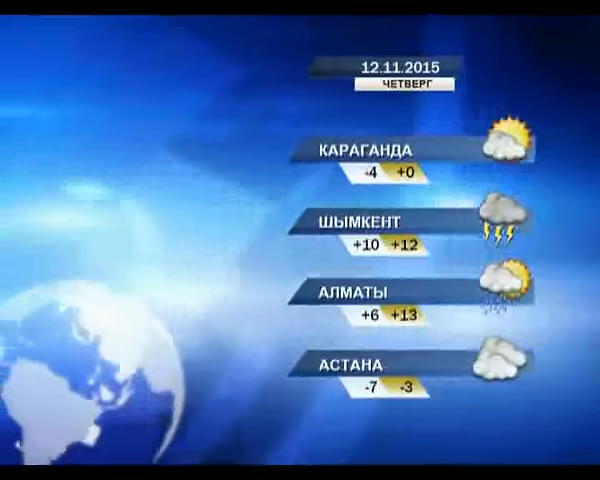 12.11.2015
ЧЕТВЕРГ
КАРАГАНДА
-4 +0
ШЫМКЕНТ
+10 +12
АЛМАТЫ
+6 +13
АСТАНА
-7 -3